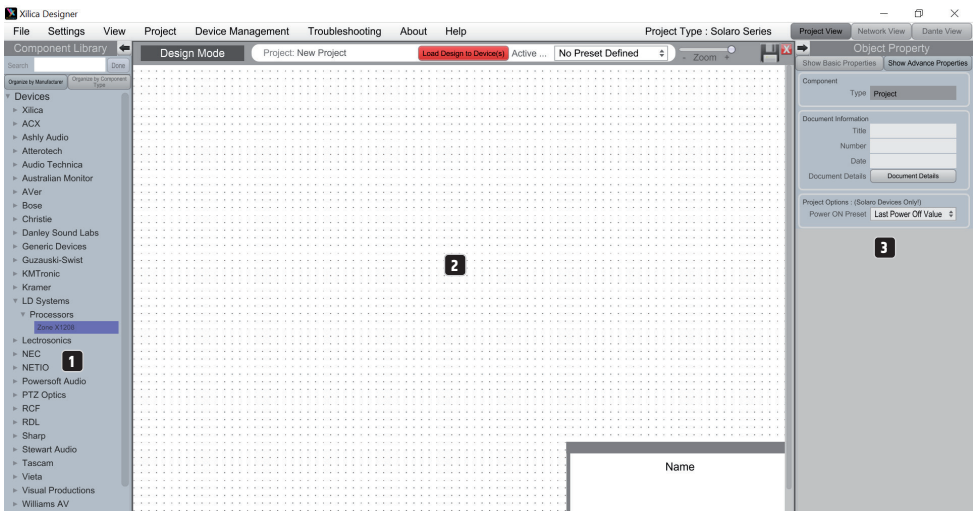 Xilica Designer
File Settings View Project Device Management Troubleshooting About Help Project Type : Solaro Series Project View Network View Dante View
Component Library
Design Mode
Project: New Project
Load Design to Device(s)
Active ...
No Preset Defined
- Zoom +
X
Object Property
Search
Done
Show Basic Properties
Show Advance Properties
Organize by Manufacturer
Organize by Component Type
Devices
Xilica
ACX
Ashly Audio
Atterotech
Audio Technica
Australian Monitor
AVer
Bose
Christie
Danley Sound Labs
Generic Devices
Guzauski-Swist
KMTronic
Kramer
LD Systems
Processors
Zone X1208
Lectrosonics
NEC
NETIO
Powersoft Audio
PTZ Optics
RCF
RDL
Sharp
Stewart Audio
Tascam
Vieta
Visual Productions
Williams AV
1
2
Name
Component
Type Project
Document Information
Title
Number
Date
Document Details Document Details
Project Options : (Solaro Devices Only!)
Power ON Preset Last Power Off Value
3